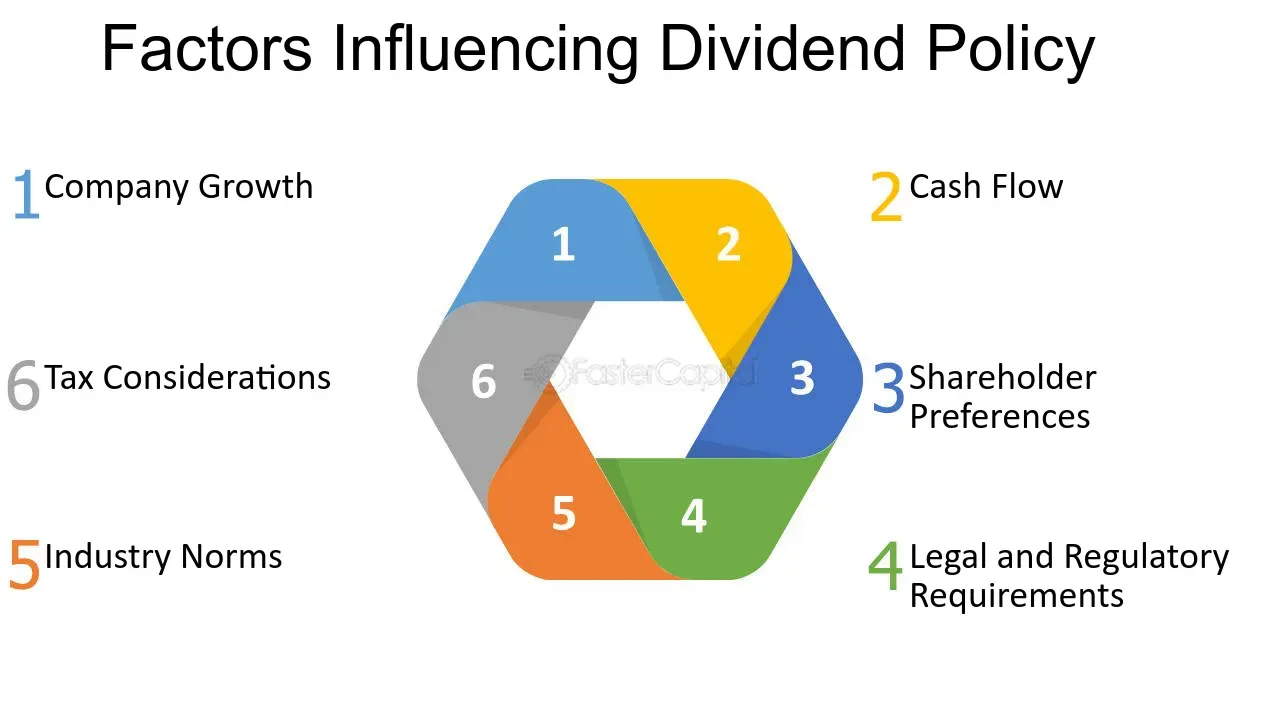 Factors Influencing Dividend Policy
1 Company Growth
2 Cash Flow
1
2
6 Tax Considerations
6
FasterCapital
3
3 Shareholder
Preferences
5 Industry Norms
5
4
4 Legal and Regulatory
Requirements